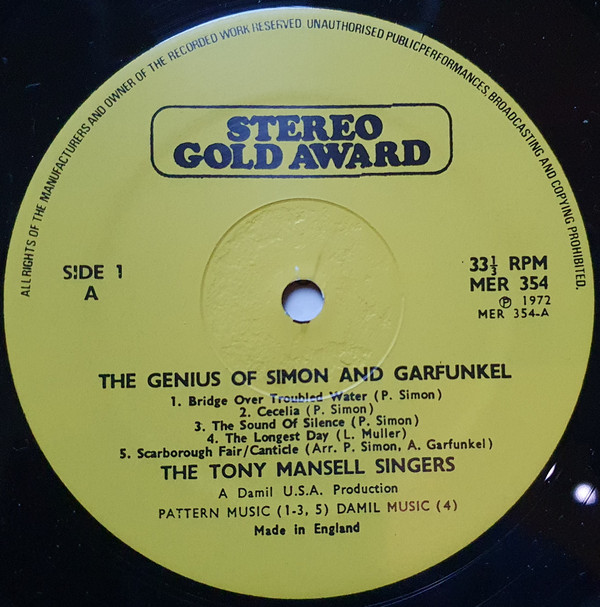 ALL RIGHTS OF THE MANUFACTURERS AND OWNER OF THE RECORDED WORK RESERVED. UNAUTHORISED PUBLICPERFORMANCES, BROADCASTING AND COPYING PROHIBITED.
STEREO
GOLD AWARD
SIDE 1
A
33⅓ RPM
MER 354
Ⓟ 1972
MER 354-A
THE GENIUS OF SIMON AND GARFUNKEL
1. Bridge Over Troubled Water (P. Simon)
2. Cecelia (P. Simon)
3. The Sound Of Silence (P. Simon)
4. The Longest Day (L. Muller)
5. Scarborough Fair/Canticle (Arr. P. Simon, A. Garfunkel)
THE TONY MANSELL SINGERS
A Damil U.S.A. Production
PATTERN MUSIC (1-3, 5) DAMIL MUSIC (4)
Made in England